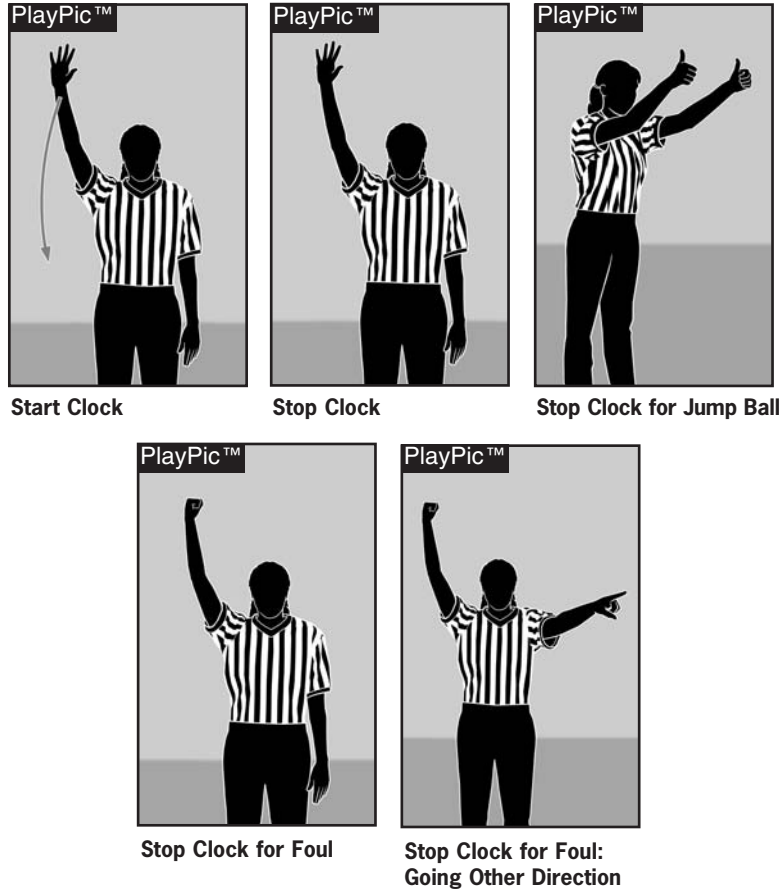 PlayPic™
PlayPic™
PlayPic™
Start Clock
Stop Clock
Stop Clock for Jump Ball
PlayPic™
PlayPic™
Stop Clock for Foul
Stop Clock for Foul:
Going Other Direction